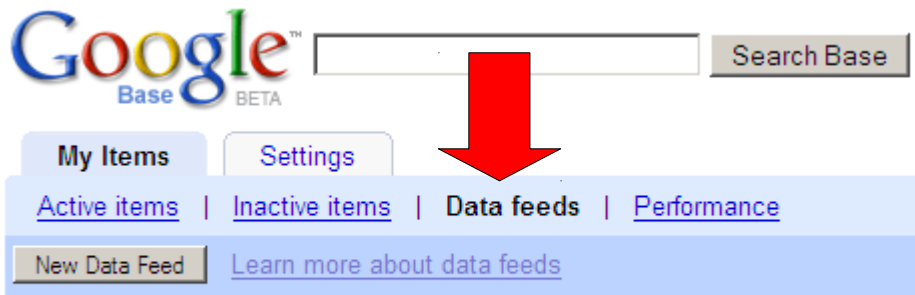 Google™ Search Base
Base BETA
My Items Settings
Active items | Inactive items | Data feeds | Performance
New Data Feed Learn more about data feeds